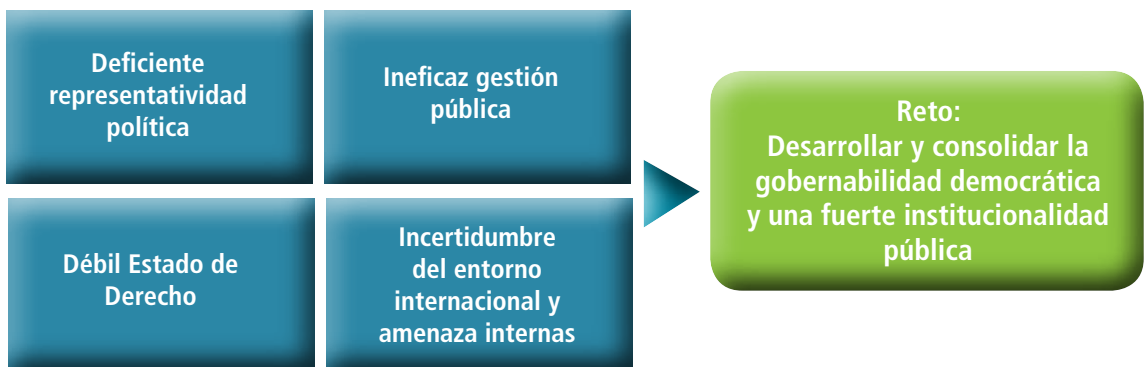 Deficiente
representatividad
política
Ineficaz gestión
pública
Débil Estado de
Derecho
Incertidumbre
del entorno
internacional y
amenaza internas
Reto:
Desarrollar y consolidar la
gobernabilidad democrática
y una fuerte institucionalidad
pública